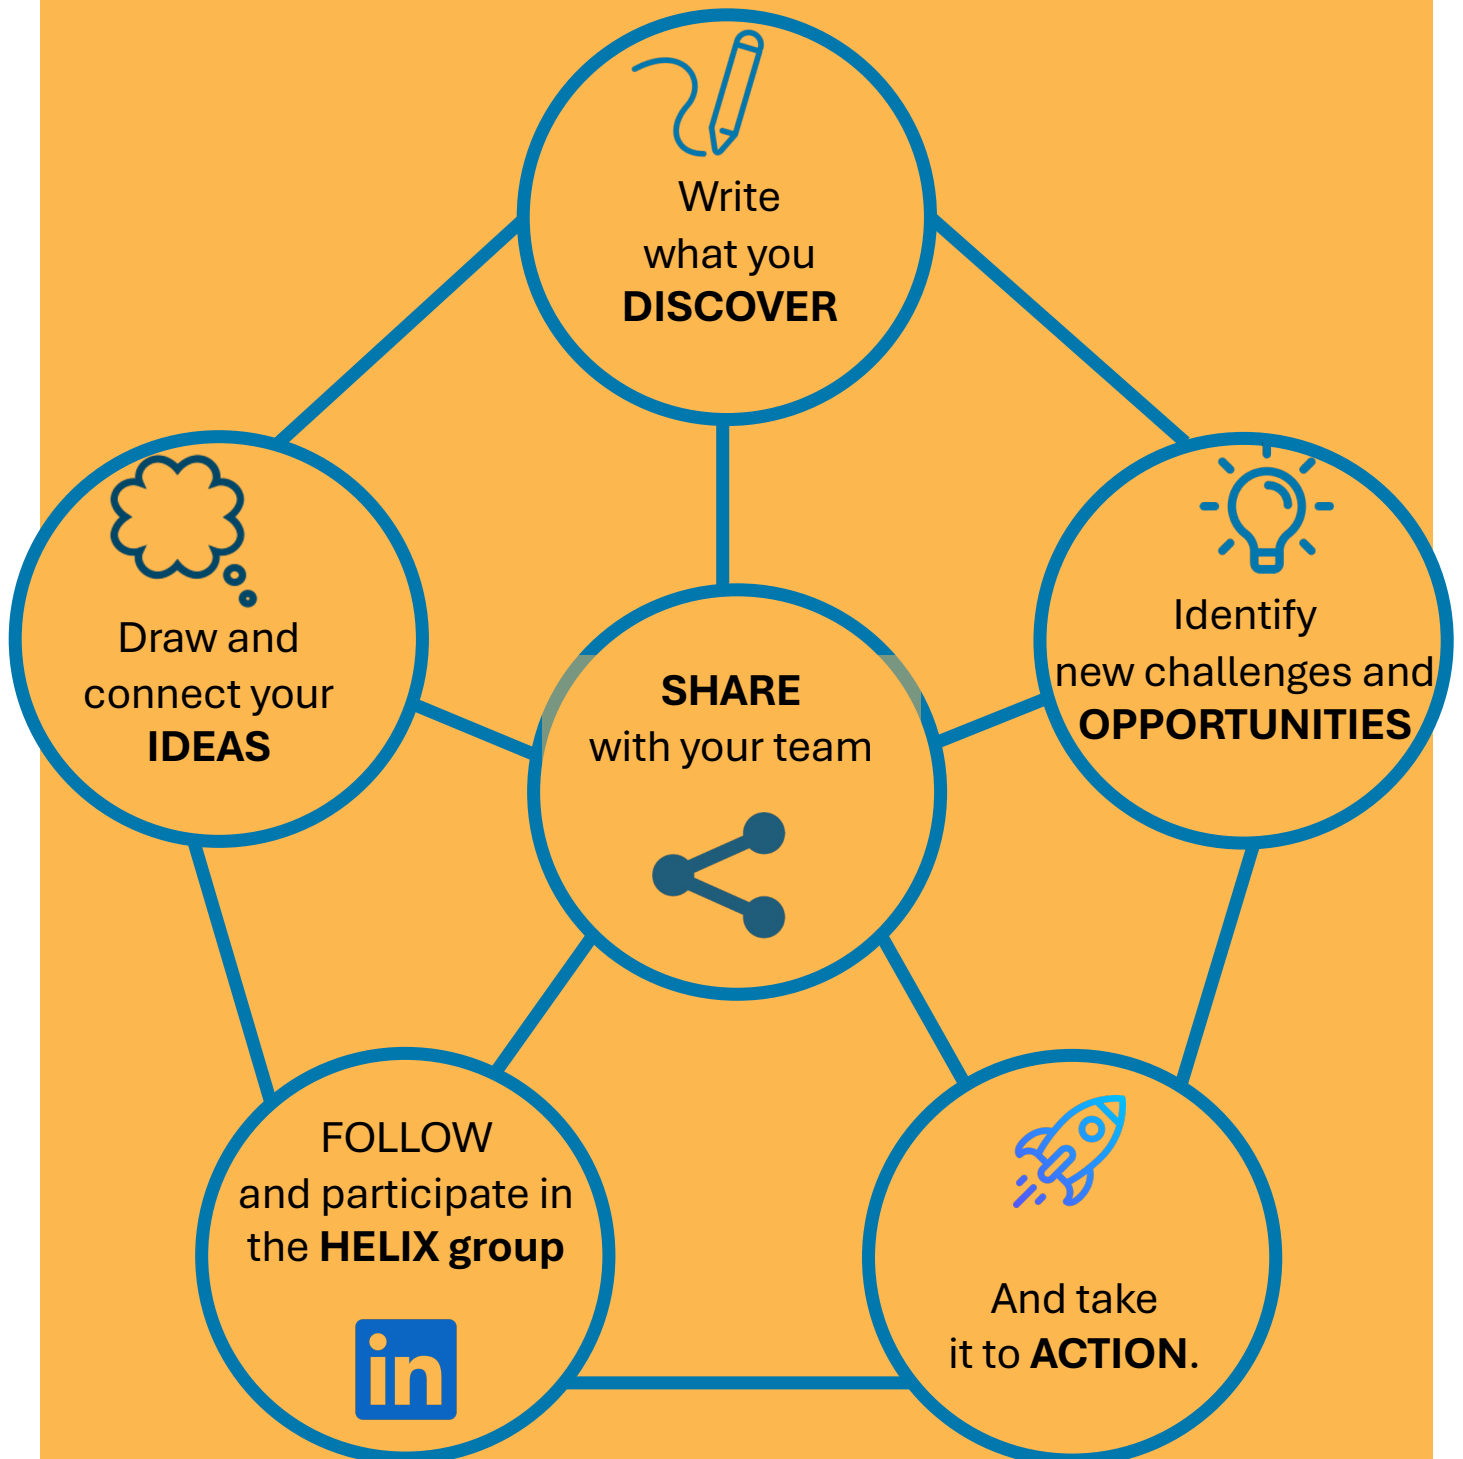 Write
what you
DISCOVER
Draw and
connect your
IDEAS
Identify
new challenges and
OPPORTUNITIES
SHARE
with your team
FOLLOW
and participate in
the HELIX group
in
And take
it to ACTION.